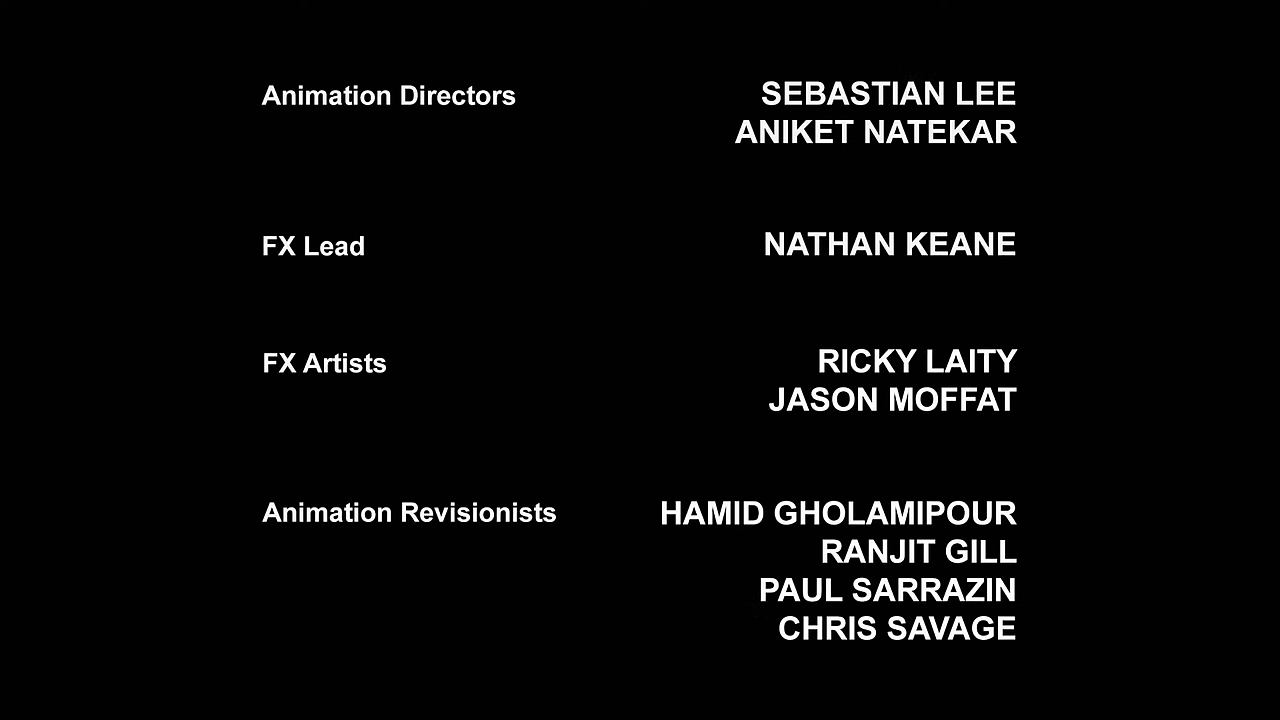 Animation Directors SEBASTIAN LEE
ANIKET NATEKAR
FX Lead NATHAN KEANE
FX Artists RICKY LAITY
JASON MOFFAT
Animation Revisionists HAMID GHOLAMIPOUR
RANJIT GILL
PAUL SARRAZIN
CHRIS SAVAGE